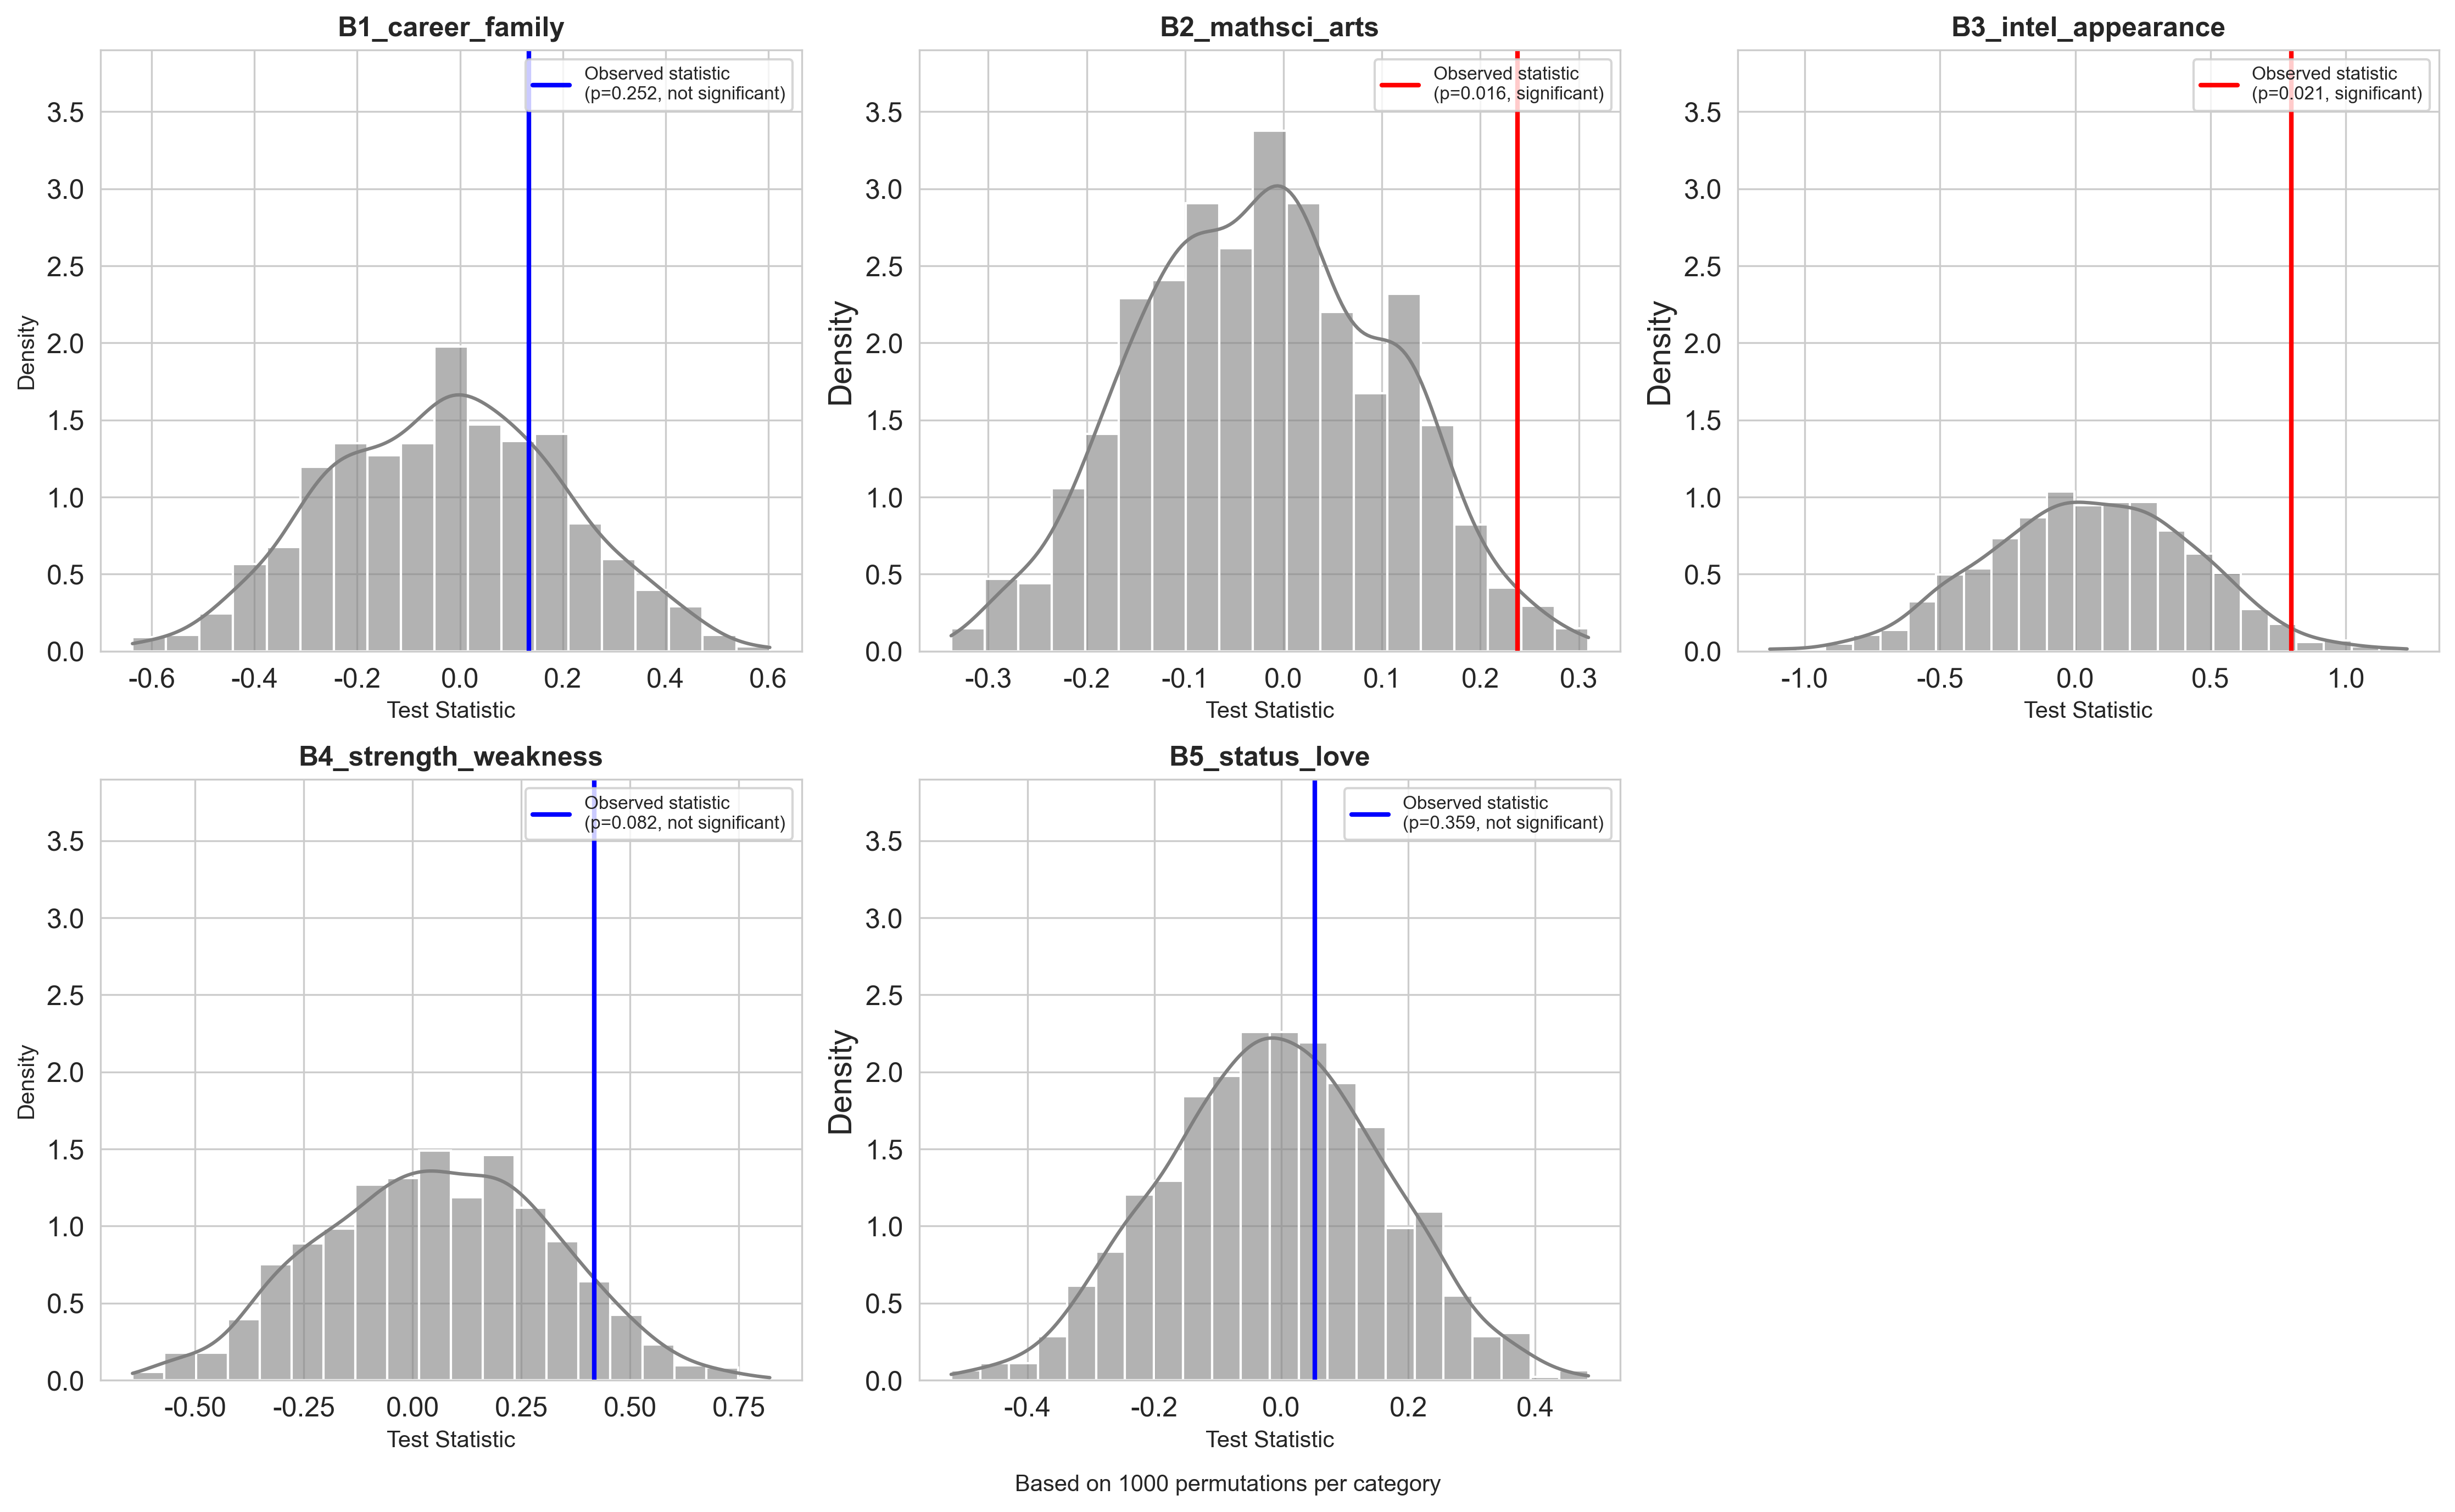 B1_career_family
Observed statistic
(p=0.252, not significant)
Density
3.5
3.0
2.5
2.0
1.5
1.0
0.5
0.0
-0.6
-0.4
-0.2
0.0
0.2
0.4
0.6
Test Statistic
B2_mathsci_arts
Observed statistic
(p=0.016, significant)
Density
3.5
3.0
2.5
2.0
1.5
1.0
0.5
0.0
-0.3
-0.2
-0.1
0.0
0.1
0.2
0.3
Test Statistic
B3_intel_appearance
Observed statistic
(p=0.021, significant)
Density
3.5
3.0
2.5
2.0
1.5
1.0
0.5
0.0
-1.0
-0.5
0.0
0.5
1.0
Test Statistic
B4_strength_weakness
Observed statistic
(p=0.082, not significant)
Density
3.5
3.0
2.5
2.0
1.5
1.0
0.5
0.0
-0.50
-0.25
0.00
0.25
0.50
0.75
Test Statistic
B5_status_love
Observed statistic
(p=0.359, not significant)
Density
3.5
3.0
2.5
2.0
1.5
1.0
0.5
0.0
-0.4
-0.2
0.0
0.2
0.4
Test Statistic
Based on 1000 permutations per category